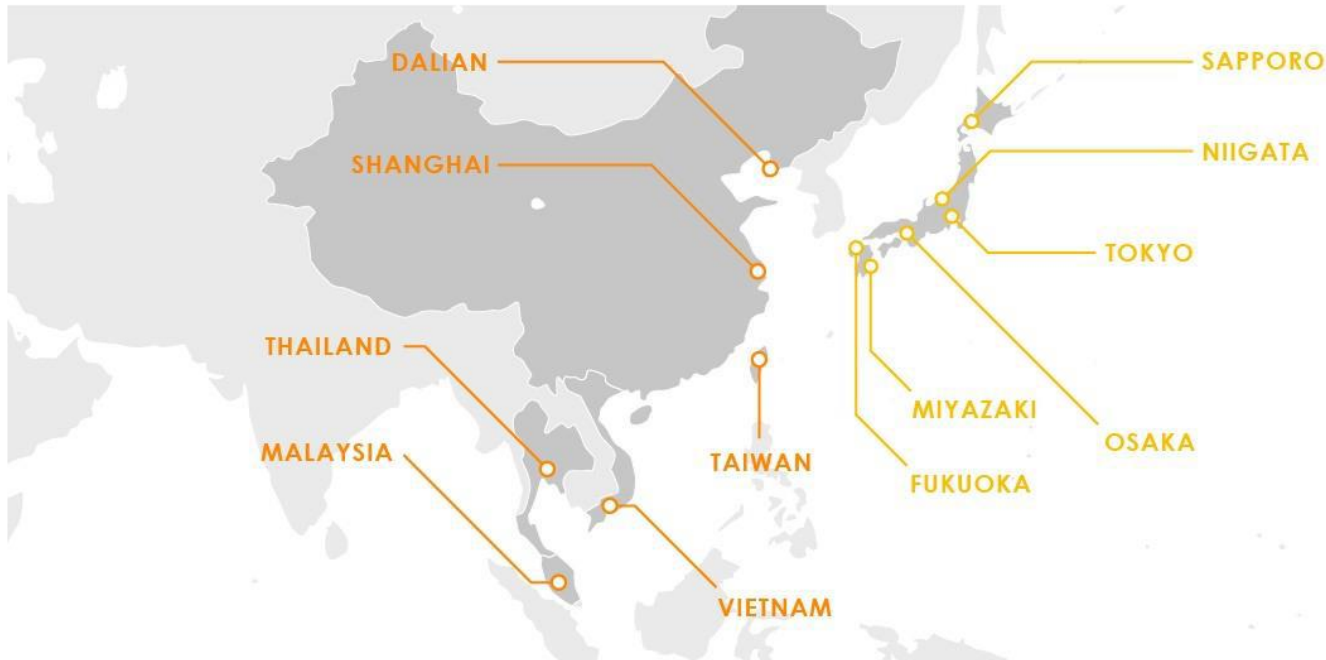 DALIAN
SAPPORO
SHANGHAI
NIIGATA
TOKYO
THAILAND
MIYAZAKI
OSAKA
MALAYSIA
TAIWAN
FUKUOKA
VIETNAM